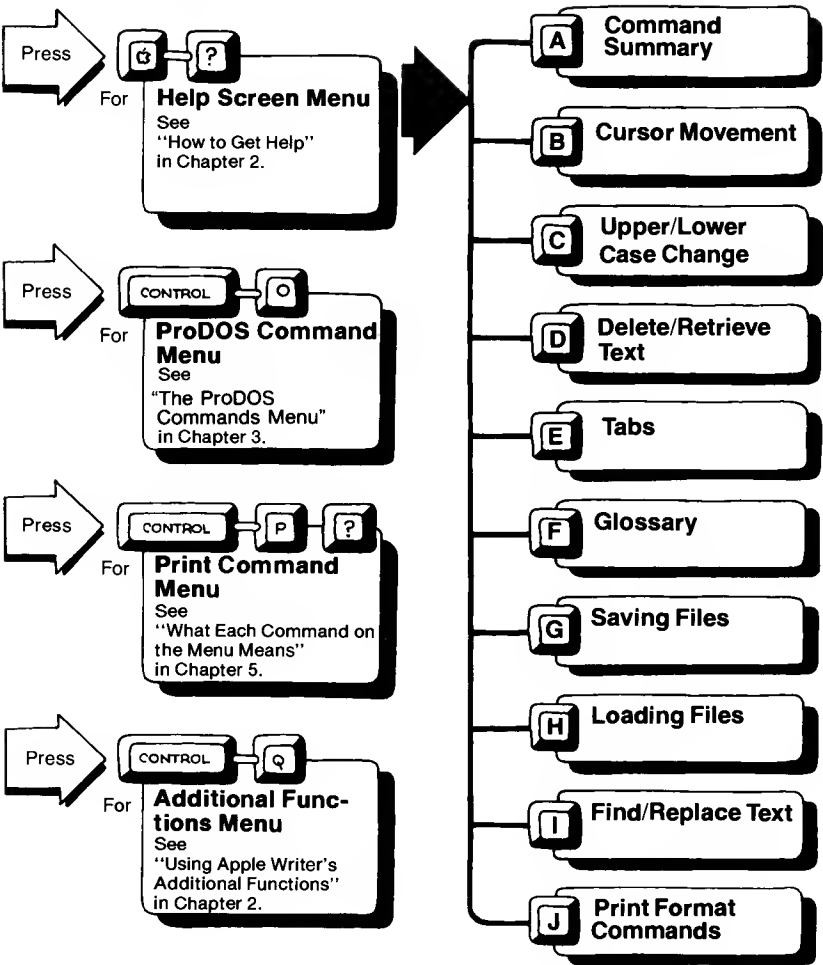 Press
?
For
Help Screen Menu
See
"How to Get Help"
in Chapter 2.
Press
CONTROL
O
For
ProDOS Command
Menu
See
"The ProDOS
Commands Menu"
in Chapter 3.
Press
CONTROL
P
?
For
Print Command
Menu
See
"What Each Command on
the Menu Means"
in Chapter 5.
Press
CONTROL
Q
For
Additional Func-
tions Menu
See
"Using Apple Writer's
Additional Functions"
in Chapter 2.
A
Command
Summary
B
Cursor Movement
C
Upper/Lower
Case Change
D
Delete/Retrieve
Text
E
Tabs
F
Glossary
G
Saving Files
H
Loading Files
I
Find/Replace Text
J
Print Format
Commands